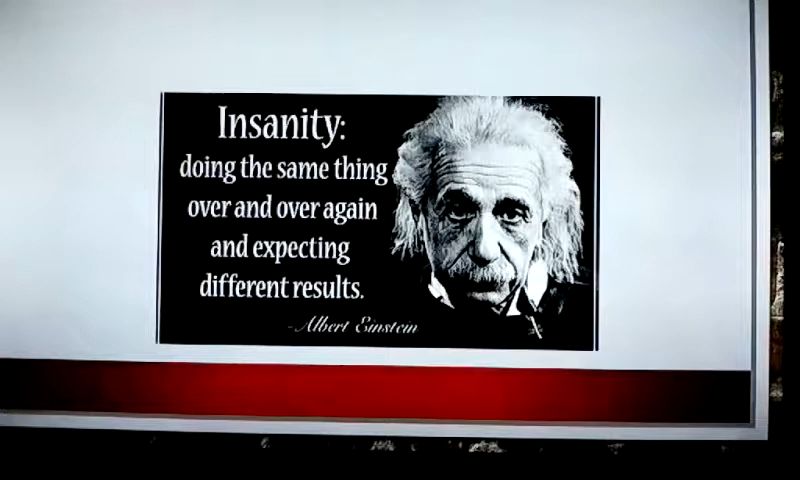 Insanity:
doing the same thing
over and over again
and expecting
different results.
-Albert Einstein